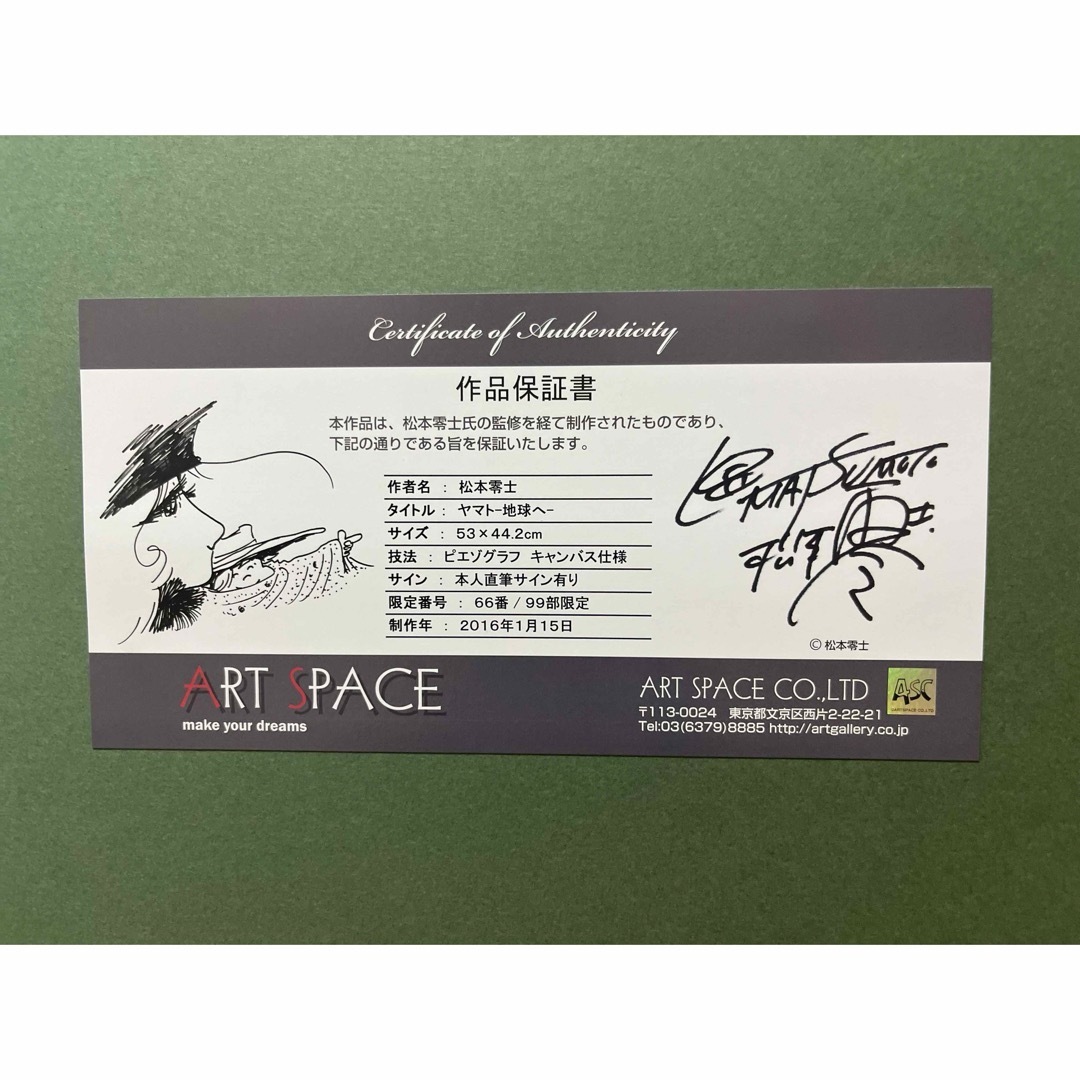 Certificate of Authenticity
作品保証書
本作品は、松本零士氏の監修を経て制作されたものであり、
下記の通りである旨を保証いたします。
作者名 : 松本零士
タイトル : ヤマト-地球へ-
サイズ : 53×44.2cm
技法 : ピエゾグラフ キャンバス仕様
サイン : 本人直筆サイン有り
限定番号 : 66番 / 99部限定
制作年 : 2016年1月15日
MATSUMOTO
© 松本零士
ART SPACE
make your dreams
ART SPACE CO.,LTD
〒113-0024 東京都文京区西片2-22-21
Tel:03(6379)8885 http://artgallery.co.jp
ASC